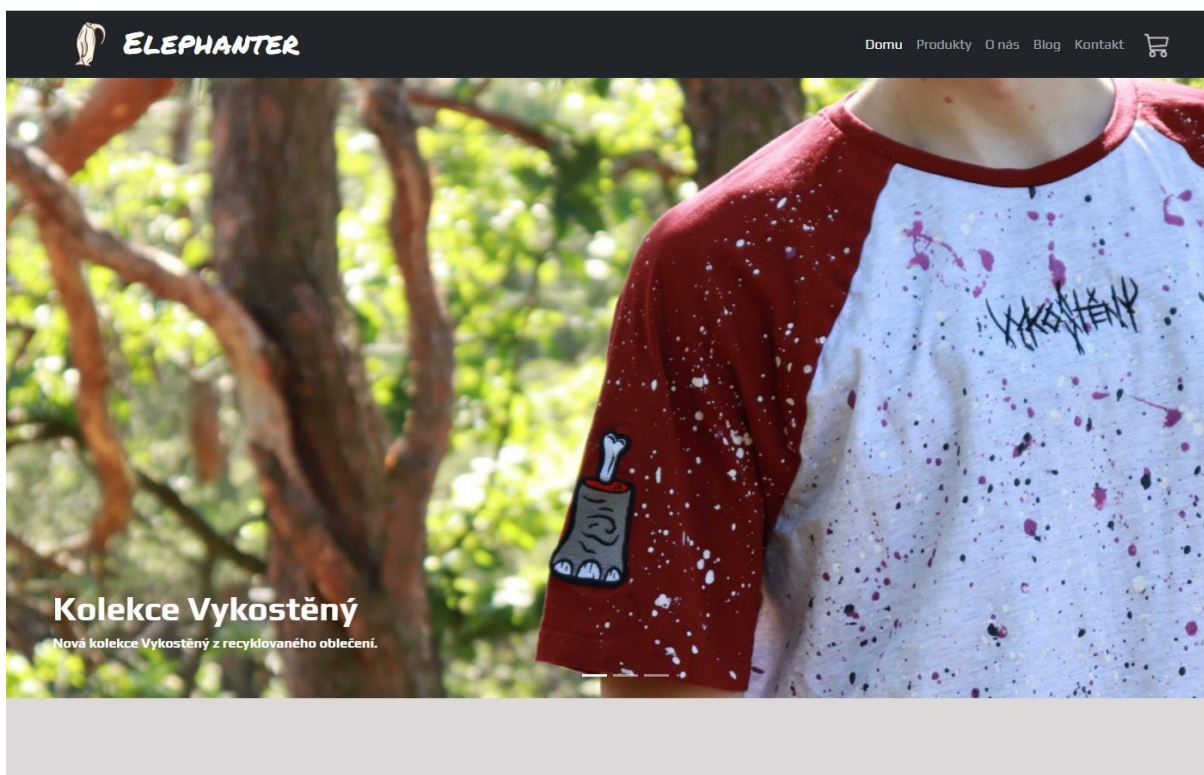 ELEPHANTER
Domu Produkty O nás Blog Kontakt
VYKOSTĚNÝ
Kolekce Vykostěný
Nová kolekce Vykostěný z recyklovaného oblečení.